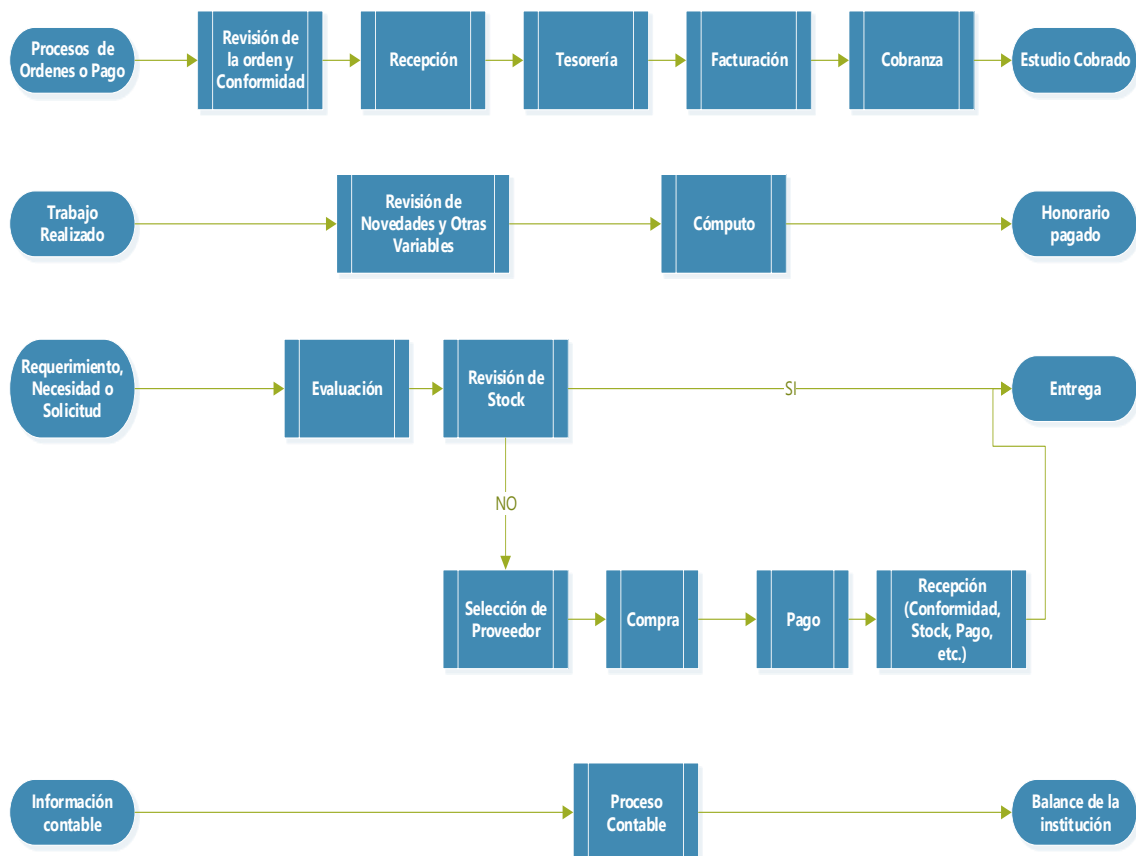 Procesos de
Ordenes o Pago
Revisión de
la orden y
Conformidad
Recepción
Tesorería
Facturación
Cobranza
Estudio Cobrado
Trabajo
Realizado
Revisión de
Novedades y Otras
Variables
Cómputo
Honorario
pagado
Requerimiento,
Necesidad o
Solicitud
Evaluación
Revisión de
Stock
SI
Entrega
NO
Selección de
Proveedor
Compra
Pago
Recepción
(Conformidad,
Stock, Pago,
etc.)
Información
contable
Proceso
Contable
Balance de la
institución